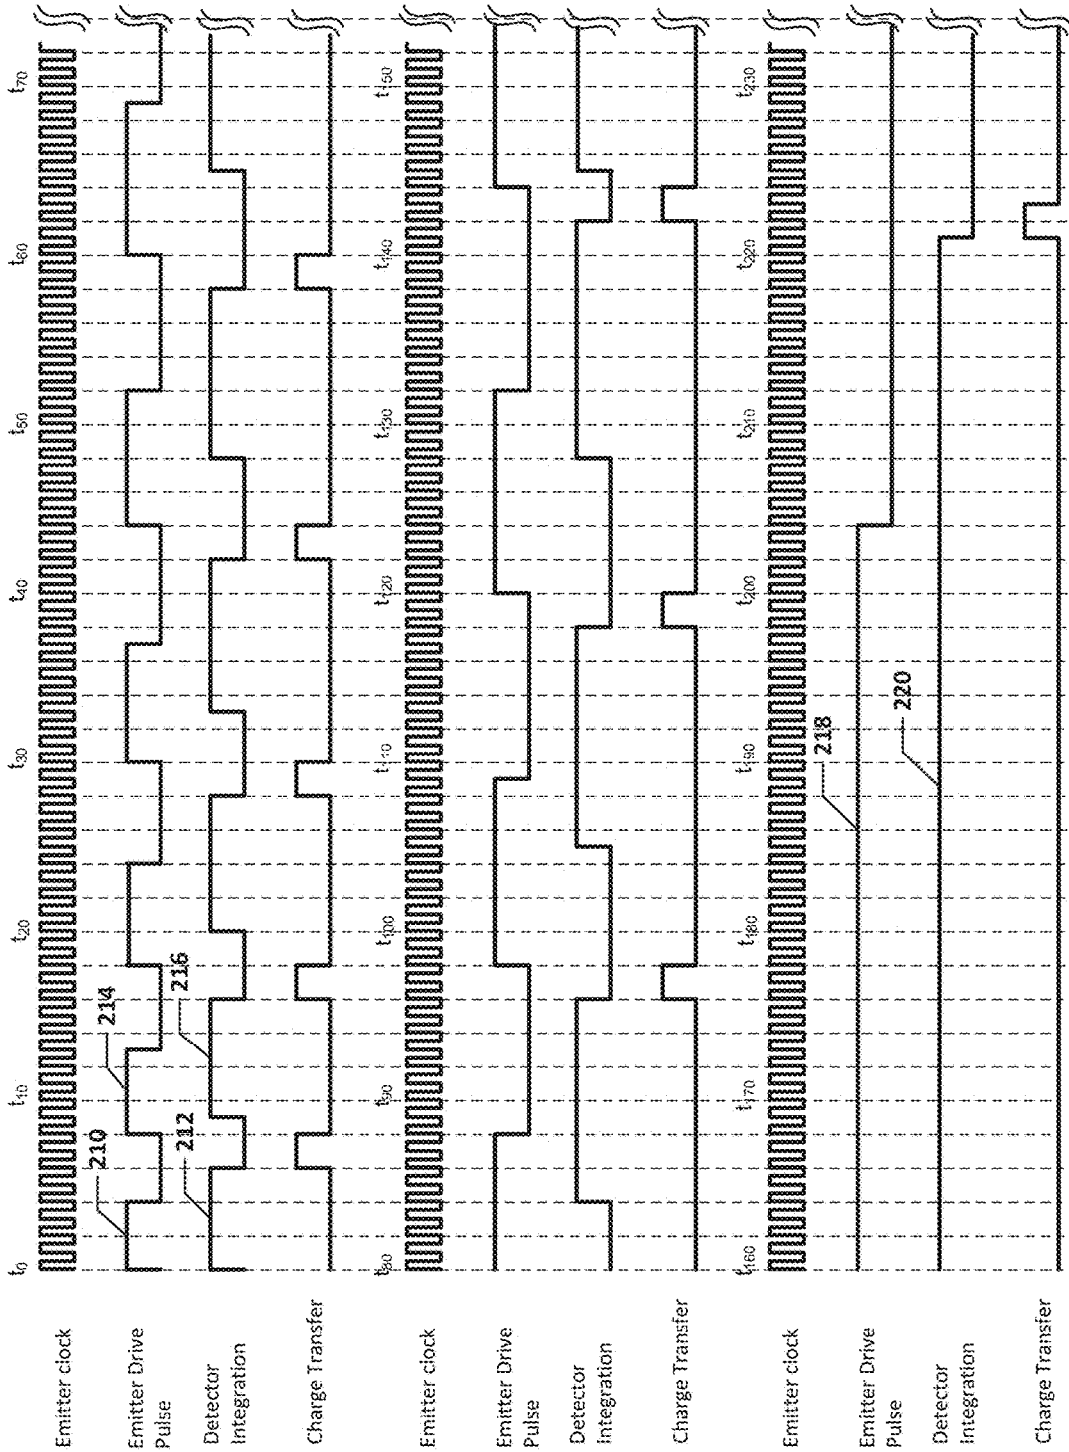 t0 t10 t20 t30 t40 t50 t60 t70
Emitter clock
210 214
Emitter Drive
Pulse
212 216
Detector
Integration
Charge Transfer
t80 t90 t100 t110 t120 t130 t140 t150
Emitter clock
Emitter Drive
Pulse
Detector
Integration
Charge Transfer
t160 t170 t180 t190 t200 t210 t220 t230
Emitter clock
218
Emitter Drive
Pulse
220
Detector
Integration
Charge Transfer